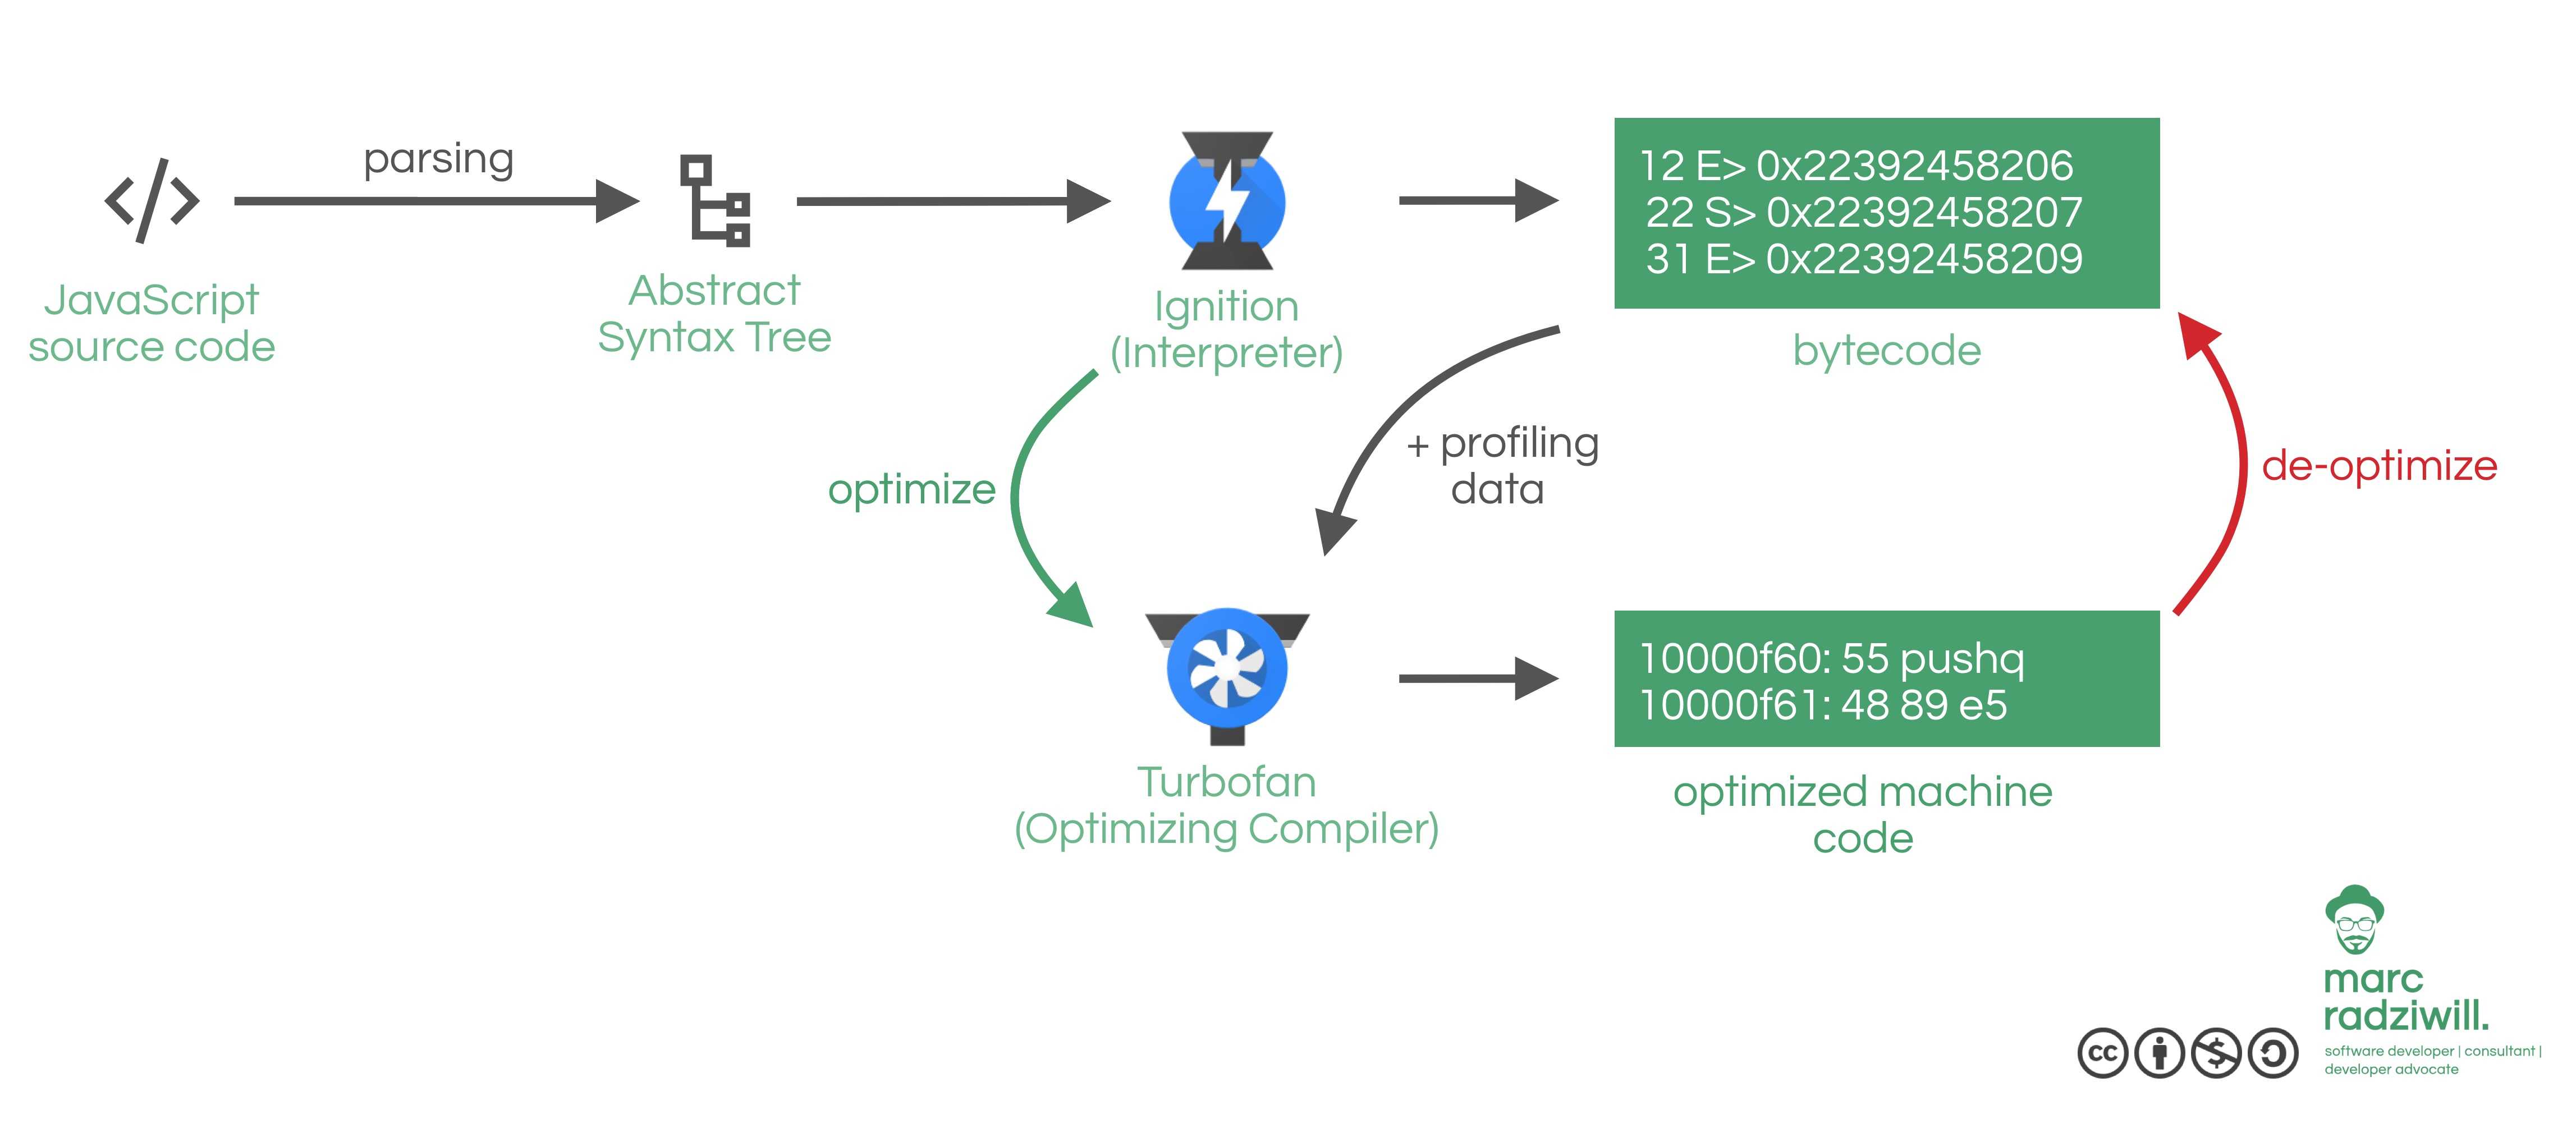 parsing
JavaScript
source code
Abstract
Syntax Tree
Ignition
(Interpreter)
12 E> 0x22392458206
22 S> 0x22392458207
31 E> 0x22392458209
bytecode
optimize
+ profiling
data
de-optimize
Turbofan
(Optimizing Compiler)
10000f60: 55 pushq
10000f61: 48 89 e5
optimized machine
code
marc
radziwill.
software developer | consultant |
developer advocate
cc